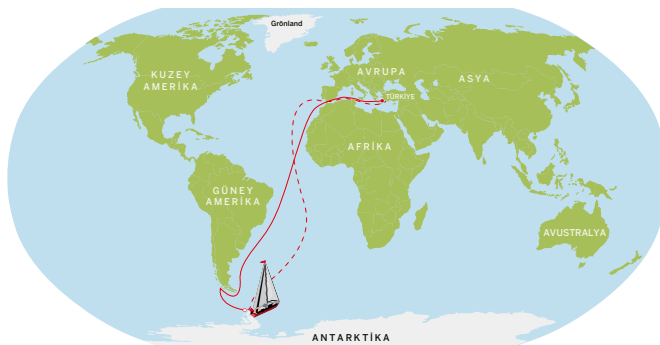 Grönland
KUZEY
AMERİKA
AVRUPA
ASYA
TÜRKİYE
AFRİKA
GÜNEY
AMERİKA
AVUSTRALYA
ANTARKTİKA